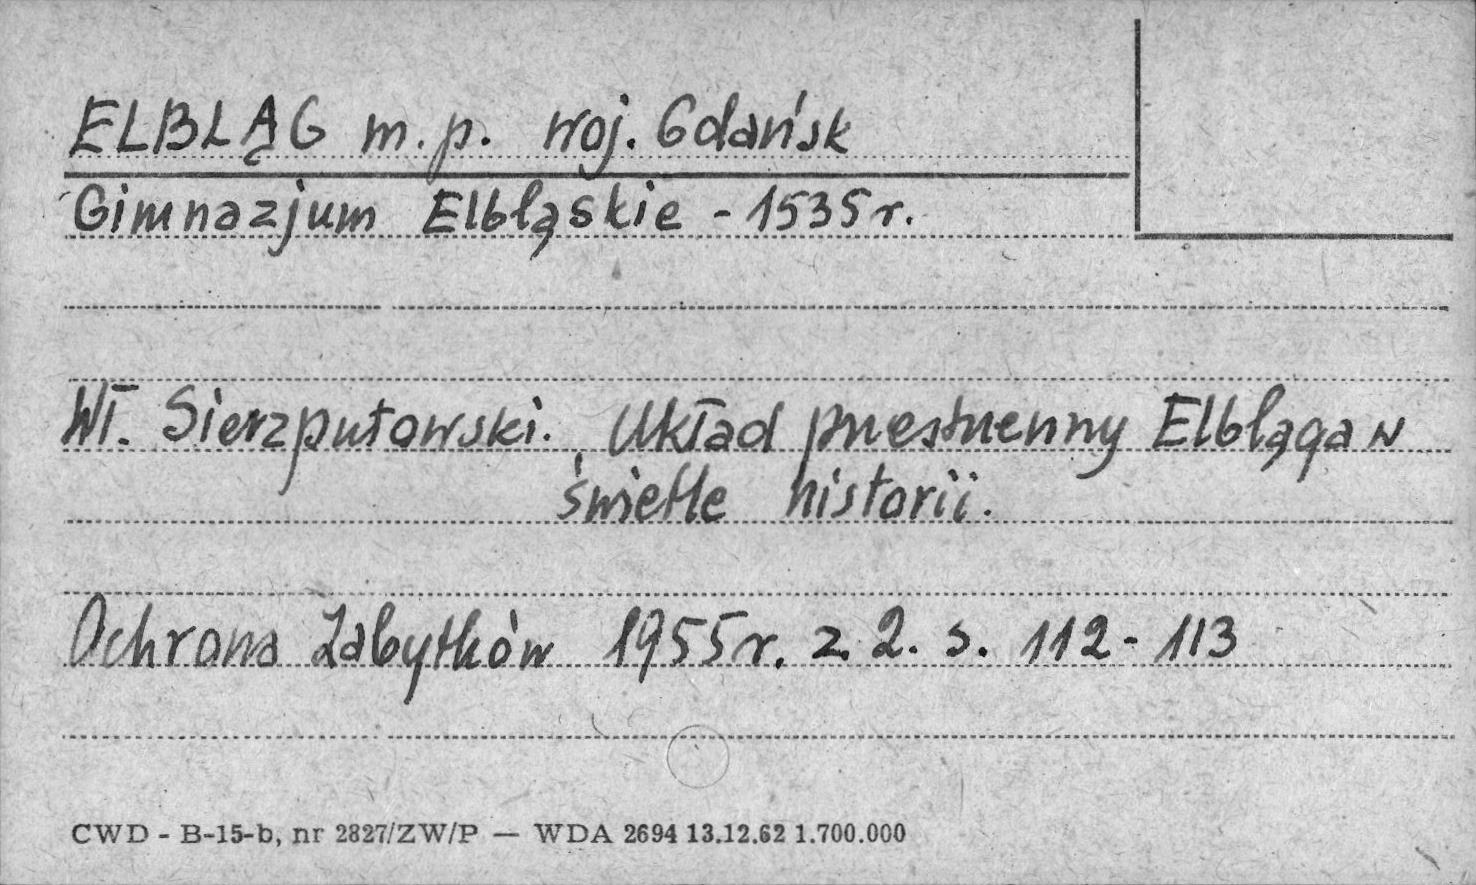 ELBLĄG m. p. woj. Gdańsk
Gimnazjum Elbląskie - 1535 r.
Wł. Sierzputowski. Układ przestrzenny Elbląga w
świetle historii.
Ochrona Zabytków 1955 r. z. 2. s. 112 - 113
CWD - B-15-b, nr 2827/ZW/P — WDA 2694 13.12.62 1.700.000